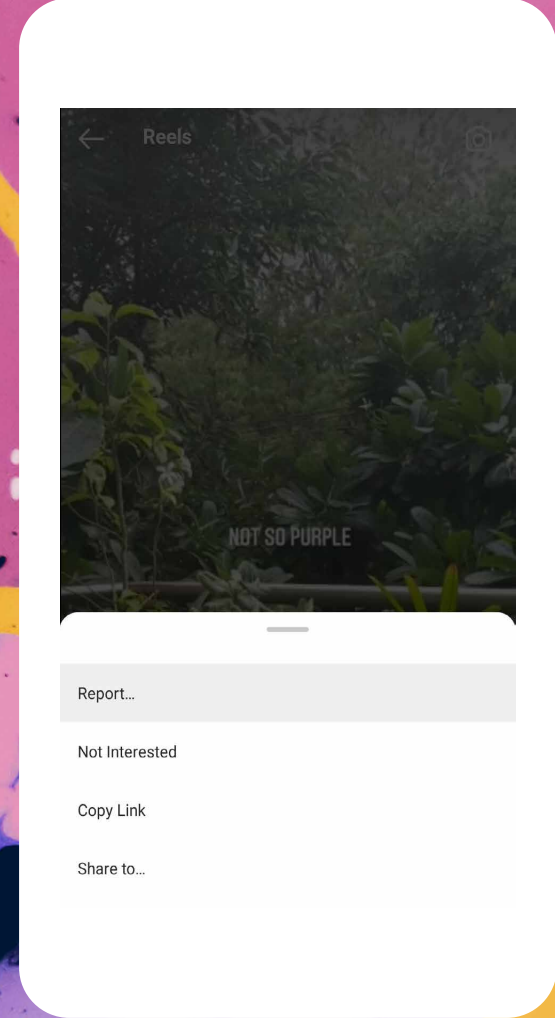 Reels
NOT SO PURPLE
Report…
Not Interested
Copy Link
Share to…